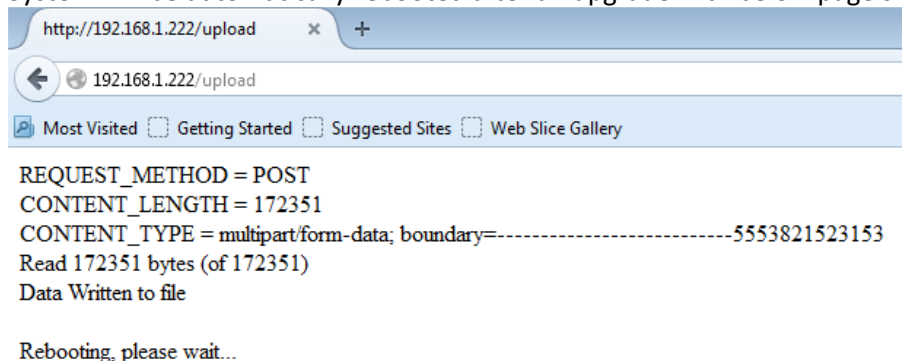 http://192.168.1.222/upload
192.168.1.222/upload
Most Visited Getting Started Suggested Sites Web Slice Gallery
REQUEST_METHOD = POST
CONTENT_LENGTH = 172351
CONTENT_TYPE = multipart/form-data; boundary=---------------------------5553821523153
Read 172351 bytes (of 172351)
Data Written to file
Rebooting, please wait...